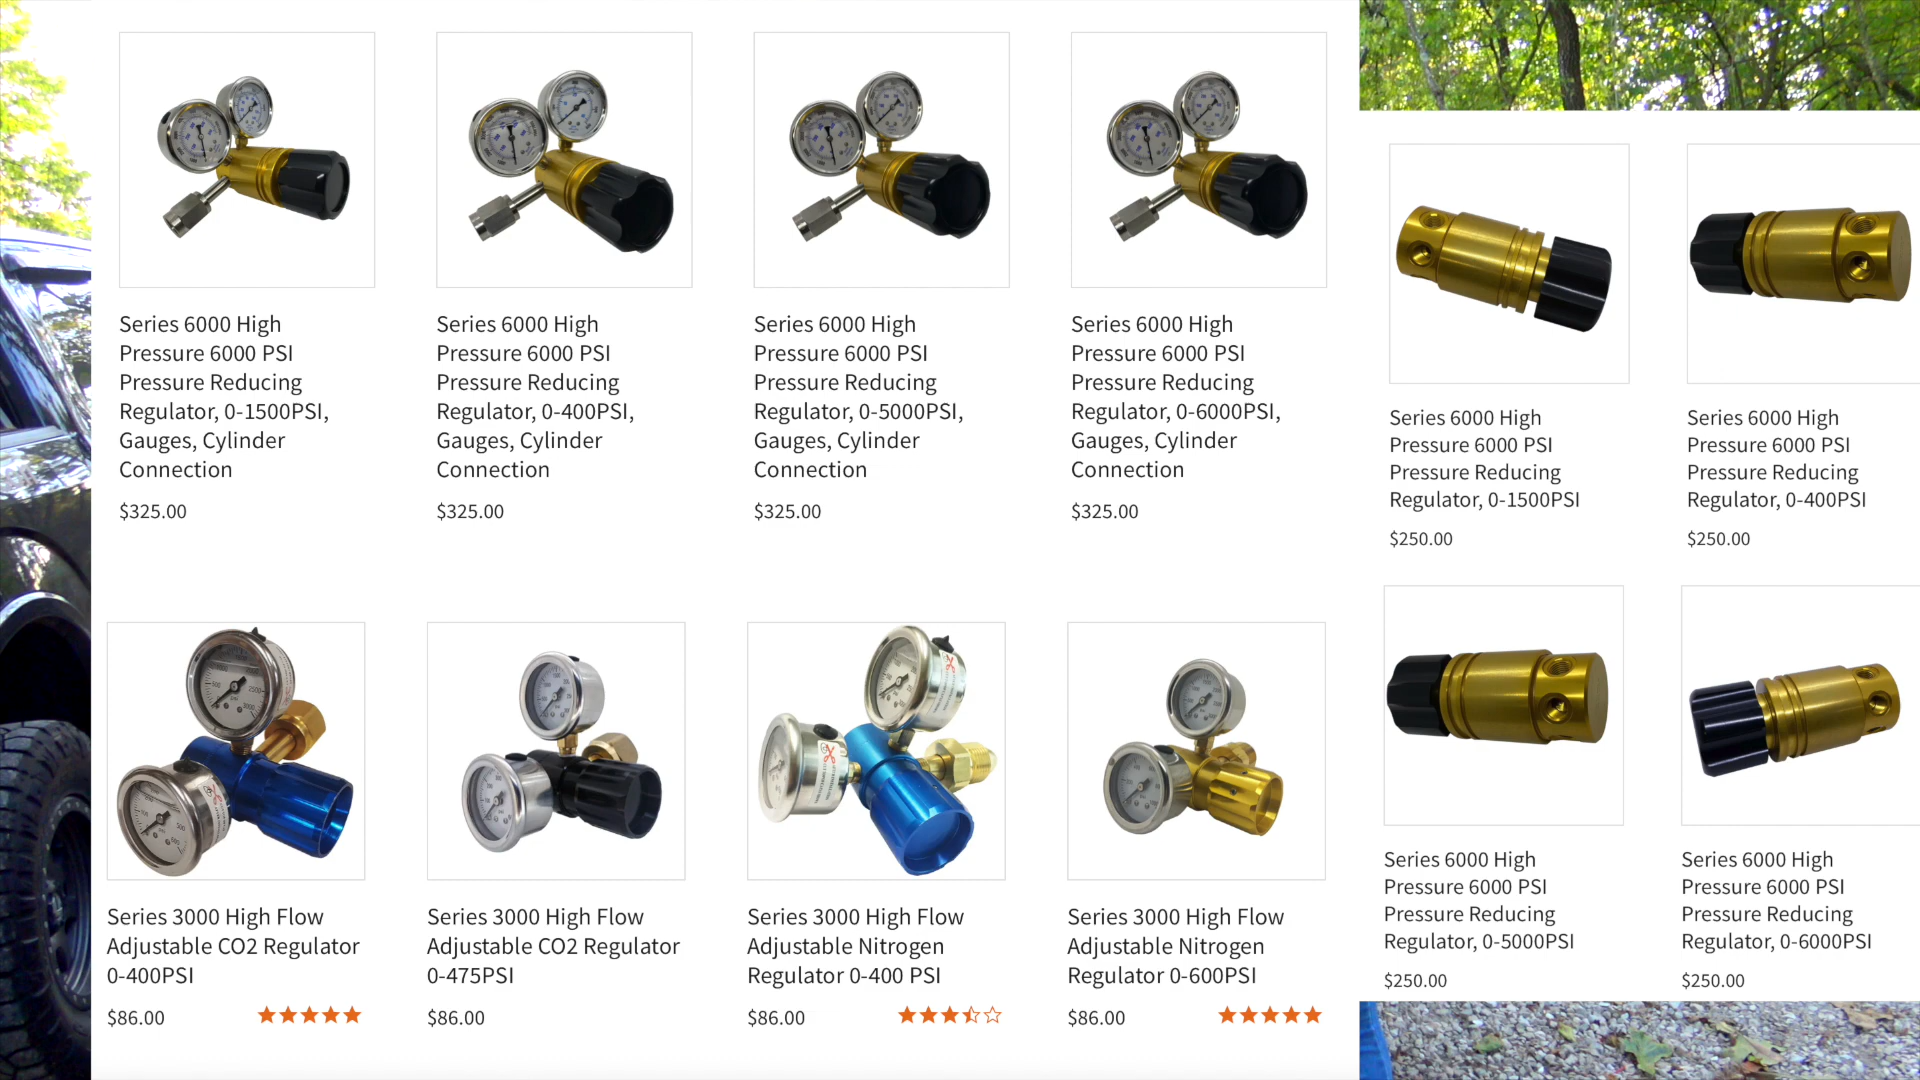 Series 6000 High
Pressure 6000 PSI
Pressure Reducing
Regulator, 0-1500PSI,
Gauges, Cylinder
Connection
$325.00
Series 6000 High
Pressure 6000 PSI
Pressure Reducing
Regulator, 0-400PSI,
Gauges, Cylinder
Connection
$325.00
Series 6000 High
Pressure 6000 PSI
Pressure Reducing
Regulator, 0-5000PSI,
Gauges, Cylinder
Connection
$325.00
Series 6000 High
Pressure 6000 PSI
Pressure Reducing
Regulator, 0-6000PSI,
Gauges, Cylinder
Connection
$325.00
Series 3000 High Flow
Adjustable CO2 Regulator
0-400PSI
$86.00
Series 3000 High Flow
Adjustable CO2 Regulator
0-475PSI
$86.00
Series 3000 High Flow
Adjustable Nitrogen
Regulator 0-400 PSI
$86.00
Series 3000 High Flow
Adjustable Nitrogen
Regulator 0-600PSI
$86.00
Series 6000 High
Pressure 6000 PSI
Pressure Reducing
Regulator, 0-1500PSI
$250.00
Series 6000 High
Pressure 6000 PSI
Pressure Reducing
Regulator, 0-400PSI
$250.00
Series 6000 High
Pressure 6000 PSI
Pressure Reducing
Regulator, 0-5000PSI
$250.00
Series 6000 High
Pressure 6000 PSI
Pressure Reducing
Regulator, 0-6000PSI
$250.00